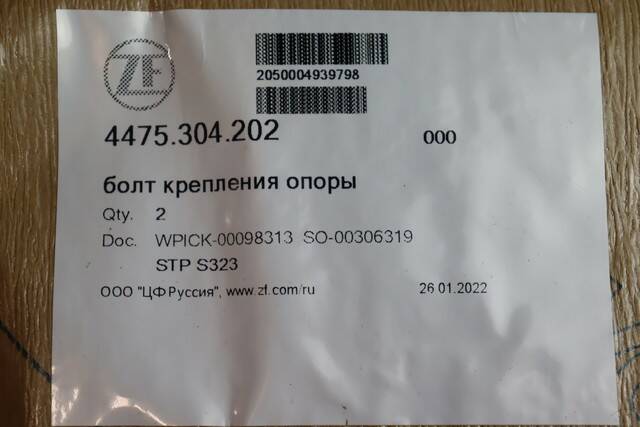 ZF
2050004939798
4475.304.202 000
болт крепления опоры
Qty. 2
Doc. WPICK-00098313 SO-00306319
STP S323
ООО "ЦФ Руссия", www.zf.com/ru 26.01.2022